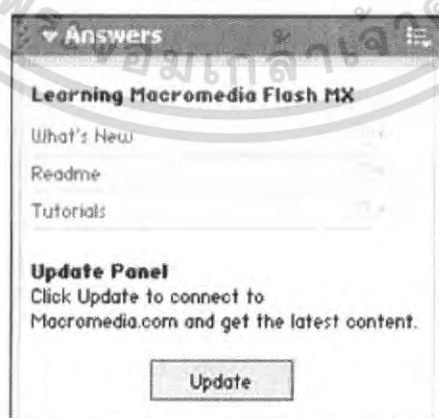 Answers
Learning Macromedia Flash MX
What's New
Readme
Tutorials
Update Panel
Click Update to connect to
Macromedia.com and get the latest content.
Update